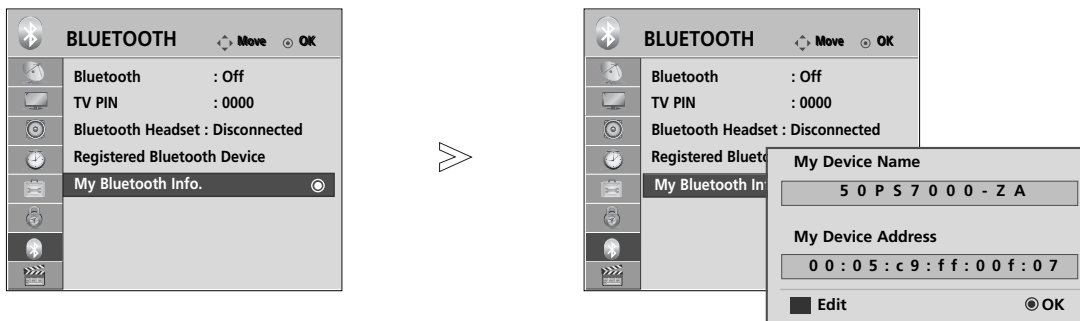 BLUETOOTH Move OK
Bluetooth : Off
TV PIN : 0000
Bluetooth Headset : Disconnected
Registered Bluetooth Device
My Bluetooth Info.
BLUETOOTH Move OK
Bluetooth : Off
TV PIN : 0000
Bluetooth Headset : Disconnected
Registered Blueto
My Bluetooth In
My Device Name
50PS7000-ZA
My Device Address
00:05:c9:ff:00f:07
Edit OK